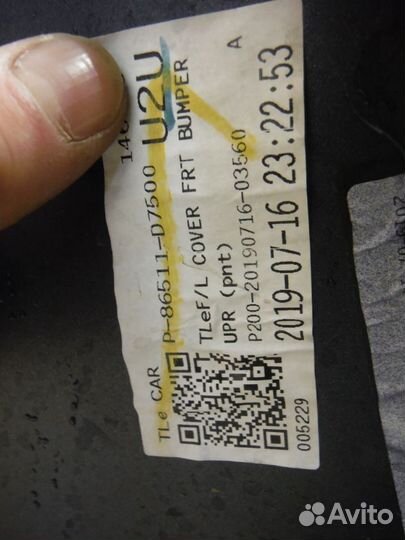 TLe CAR
P-86511-D7500
U2U
TLeF/L COVER FRT BUMPER
UPR (pnt)
A
P200-20190716-03560
2019-07-16 23:22:53
005229
Avito